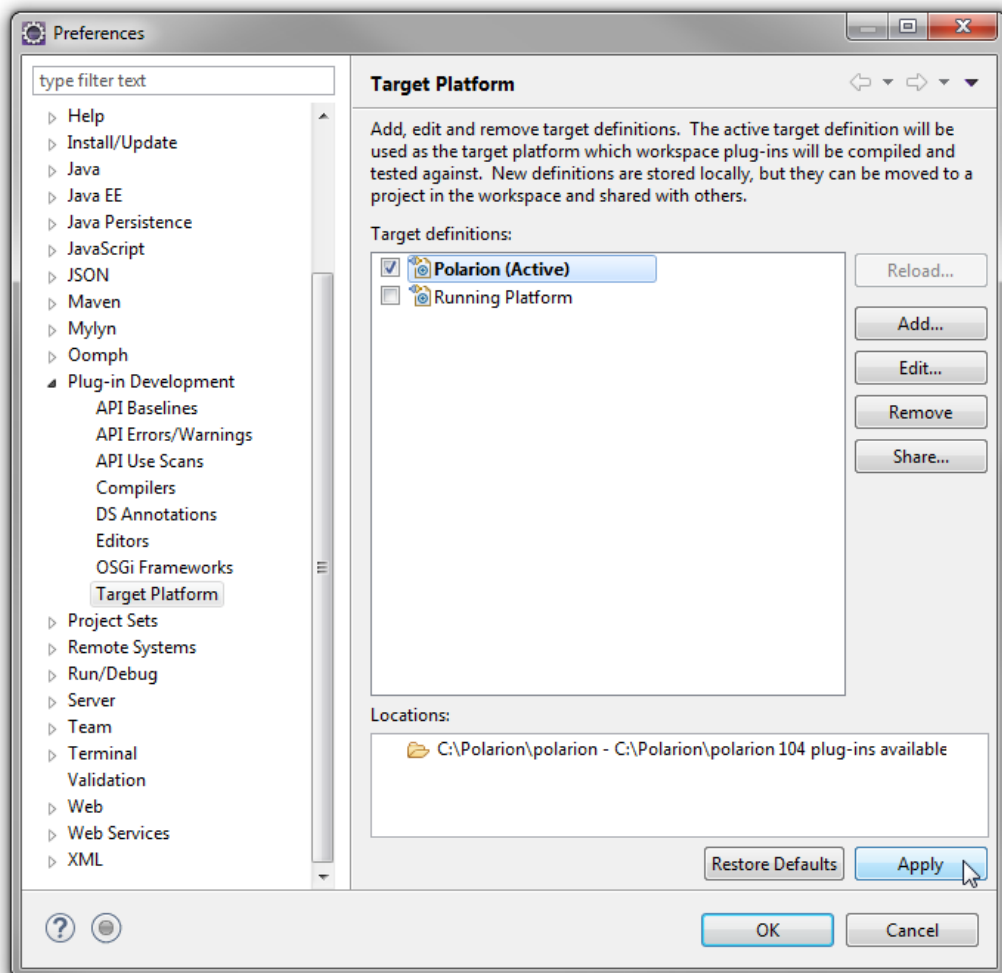 Preferences
type filter text
Help
Install/Update
Java
Java EE
Java Persistence
JavaScript
JSON
Maven
Mylyn
Oomph
Plug-in Development
API Baselines
API Errors/Warnings
API Use Scans
Compilers
DS Annotations
Editors
OSGi Frameworks
Target Platform
Project Sets
Remote Systems
Run/Debug
Server
Team
Terminal
Validation
Web
Web Services
XML
Target Platform
Add, edit and remove target definitions. The active target definition will be
used as the target platform which workspace plug-ins will be compiled and
tested against. New definitions are stored locally, but they can be moved to a
project in the workspace and shared with others.
Target definitions:
Polarion (Active)
Running Platform
Reload...
Add...
Edit...
Remove
Share...
Locations:
C:\Polarion\polarion - C:\Polarion\polarion 104 plug-ins available
Restore Defaults
Apply
OK
Cancel